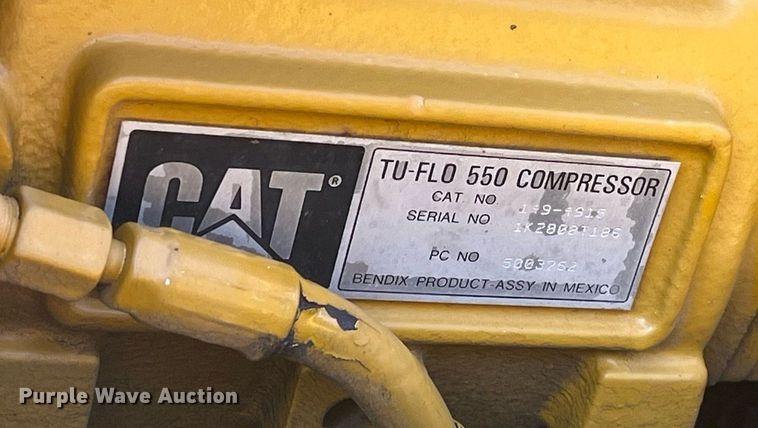 CAT®
TU-FLO 550 COMPRESSOR
CAT. NO
SERIAL NO
PC NO 5003762
BENDIX PRODUCT-ASSY IN MEXICO
Purple Wave Auction